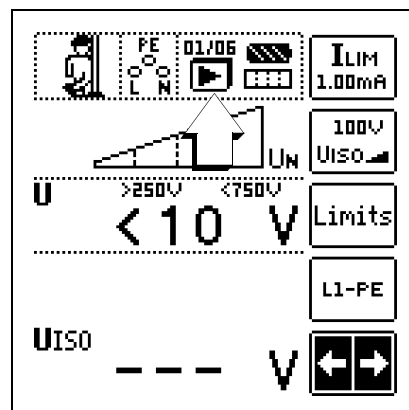 PE
L N
01/06
ILIM
1.00mA
UN
100V
UISO
U
>250V <750V
<10 V
Limits
L1-PE
UISO
--- V